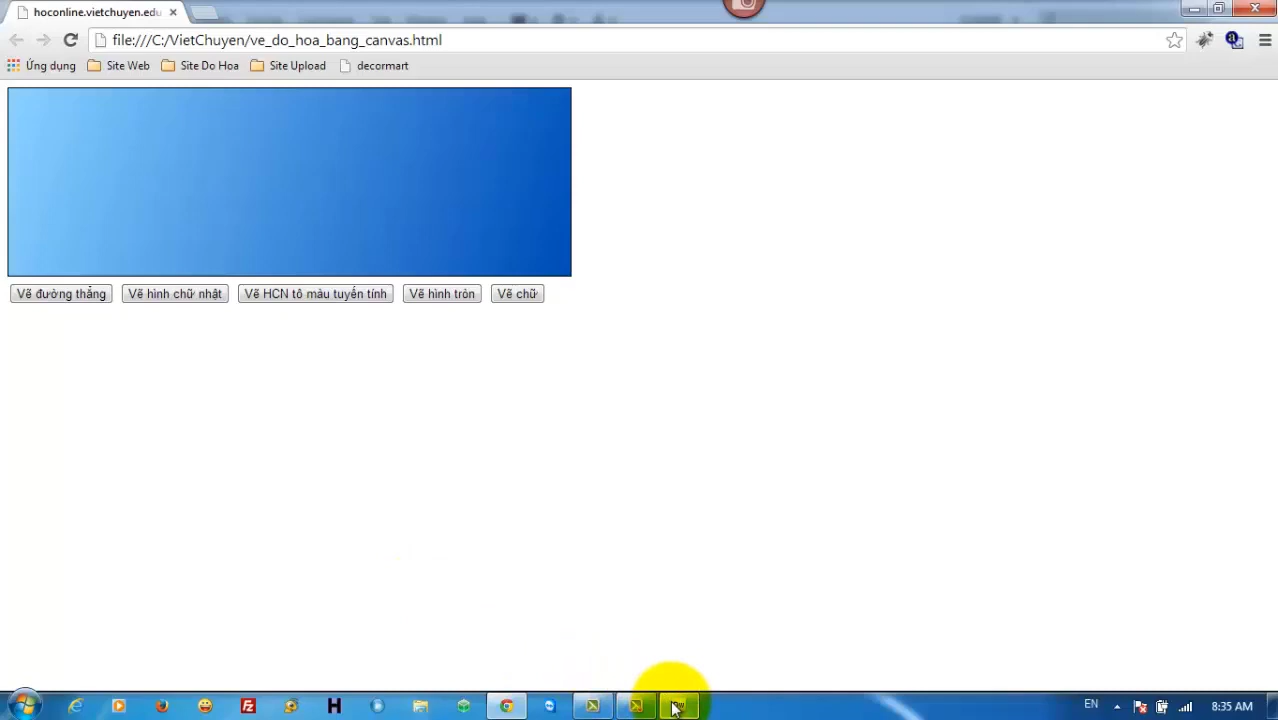 hoconline.vietchuyen.edu
file:///C:/VietChuyen/ve_do_hoa_bang_canvas.html
Ứng dụng Site Web Site Do Hoa Site Upload decormart
Vẽ đường thẳng Vẽ hình chữ nhật Vẽ HCN tô màu tuyến tính Vẽ hình tròn Vẽ chữ
EN 8:35 AM